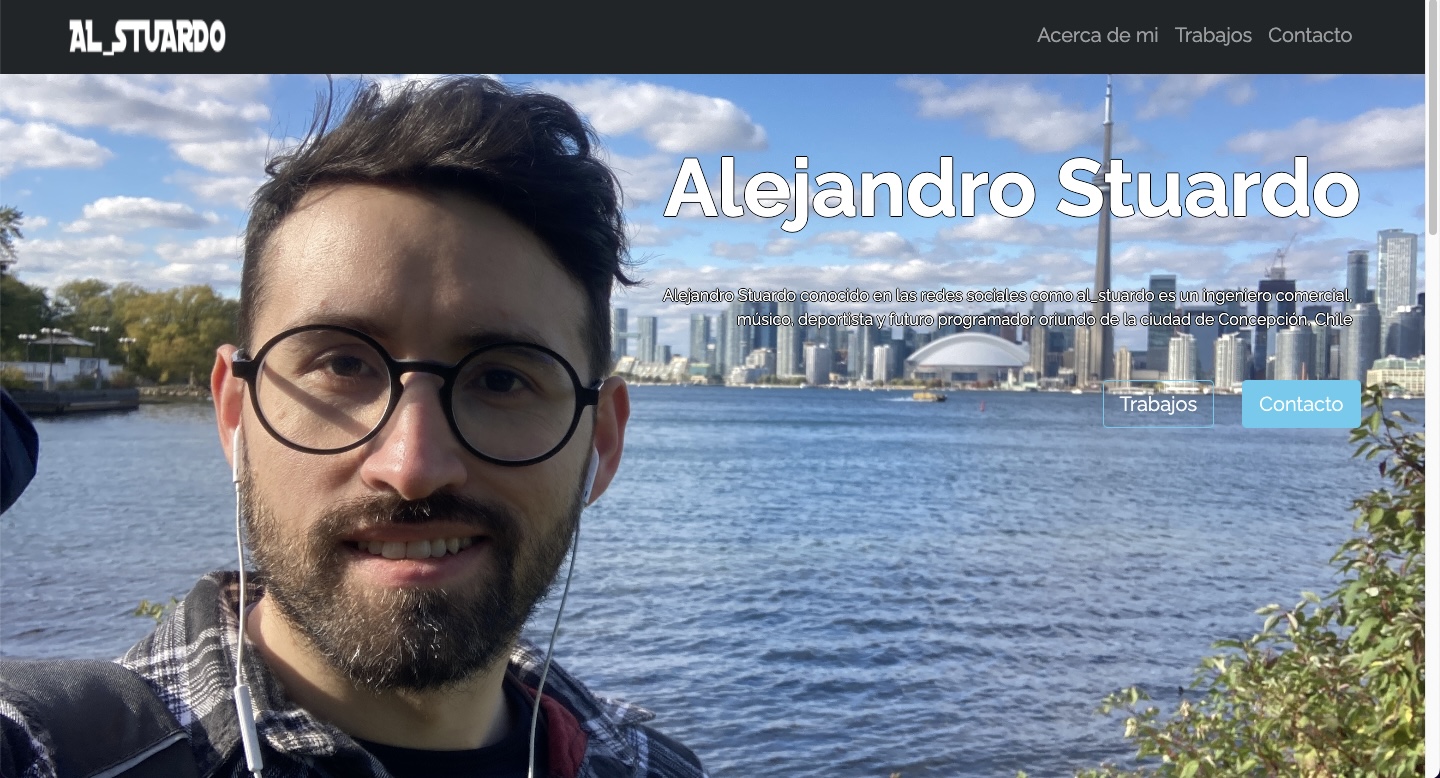 AL_STUARDO
Acerca de mi Trabajos Contacto
Alejandro Stuardo
Alejandro Stuardo conocido en las redes sociales como al_stuardo es un ingeniero comercial,
músico, deportista y futuro programador oriundo de la ciudad de Concepción, Chile
Trabajos Contacto